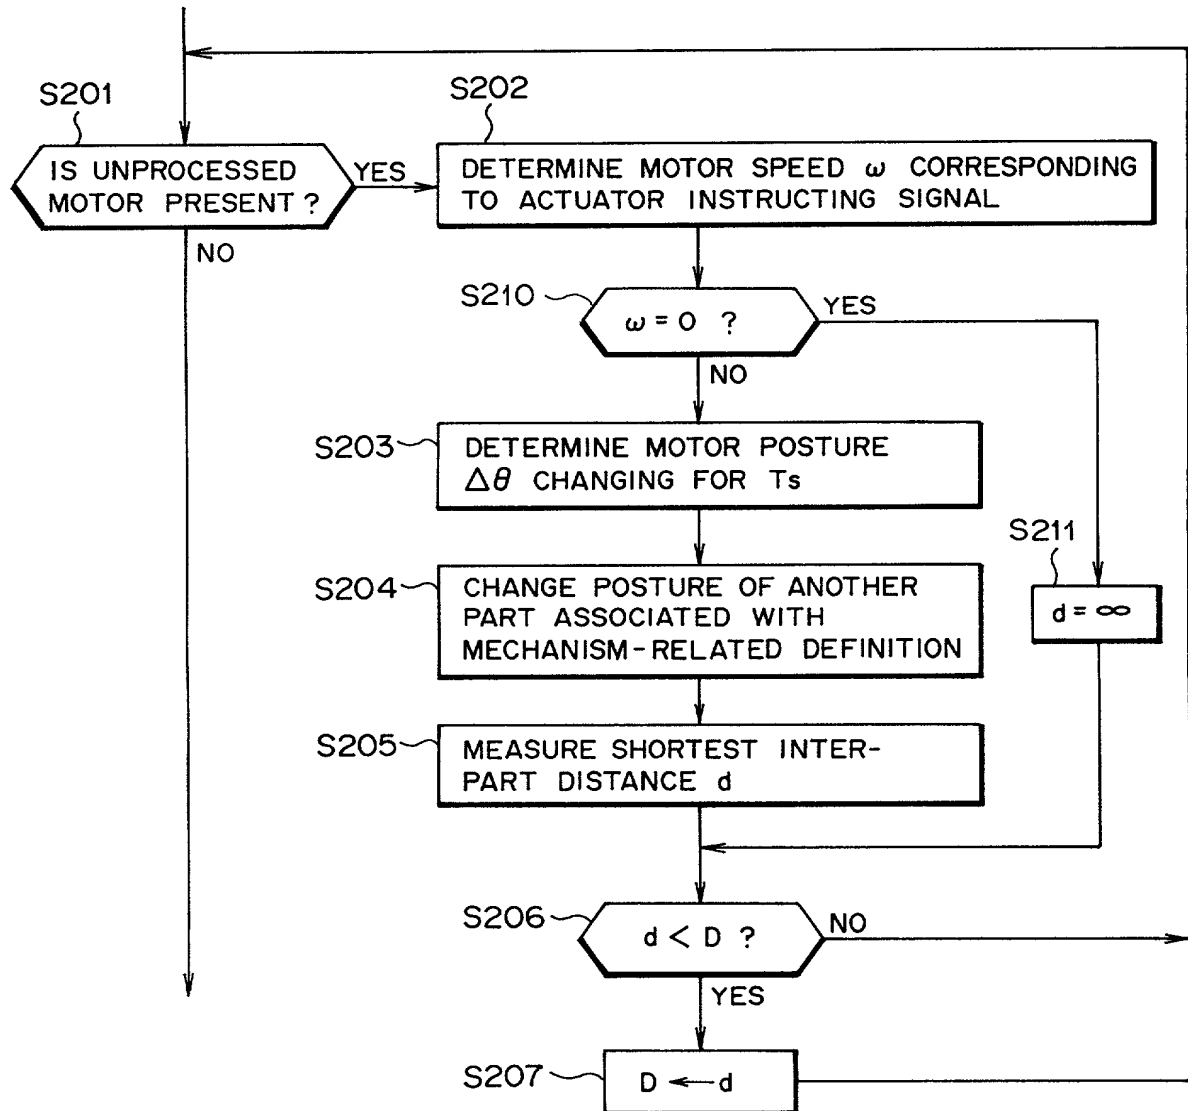 S201
IS UNPROCESSED
MOTOR PRESENT ?
YES
NO
S202
DETERMINE MOTOR SPEED ω CORRESPONDING
TO ACTUATOR INSTRUCTING SIGNAL
S210
ω = 0 ?
YES
NO
S203
DETERMINE MOTOR POSTURE
Δθ CHANGING FOR Ts
S211
d = ∞
S204
CHANGE POSTURE OF ANOTHER
PART ASSOCIATED WITH
MECHANISM-RELATED DEFINITION
S205
MEASURE SHORTEST INTER-
PART DISTANCE d
S206
d < D ?
NO
YES
S207
D ← d